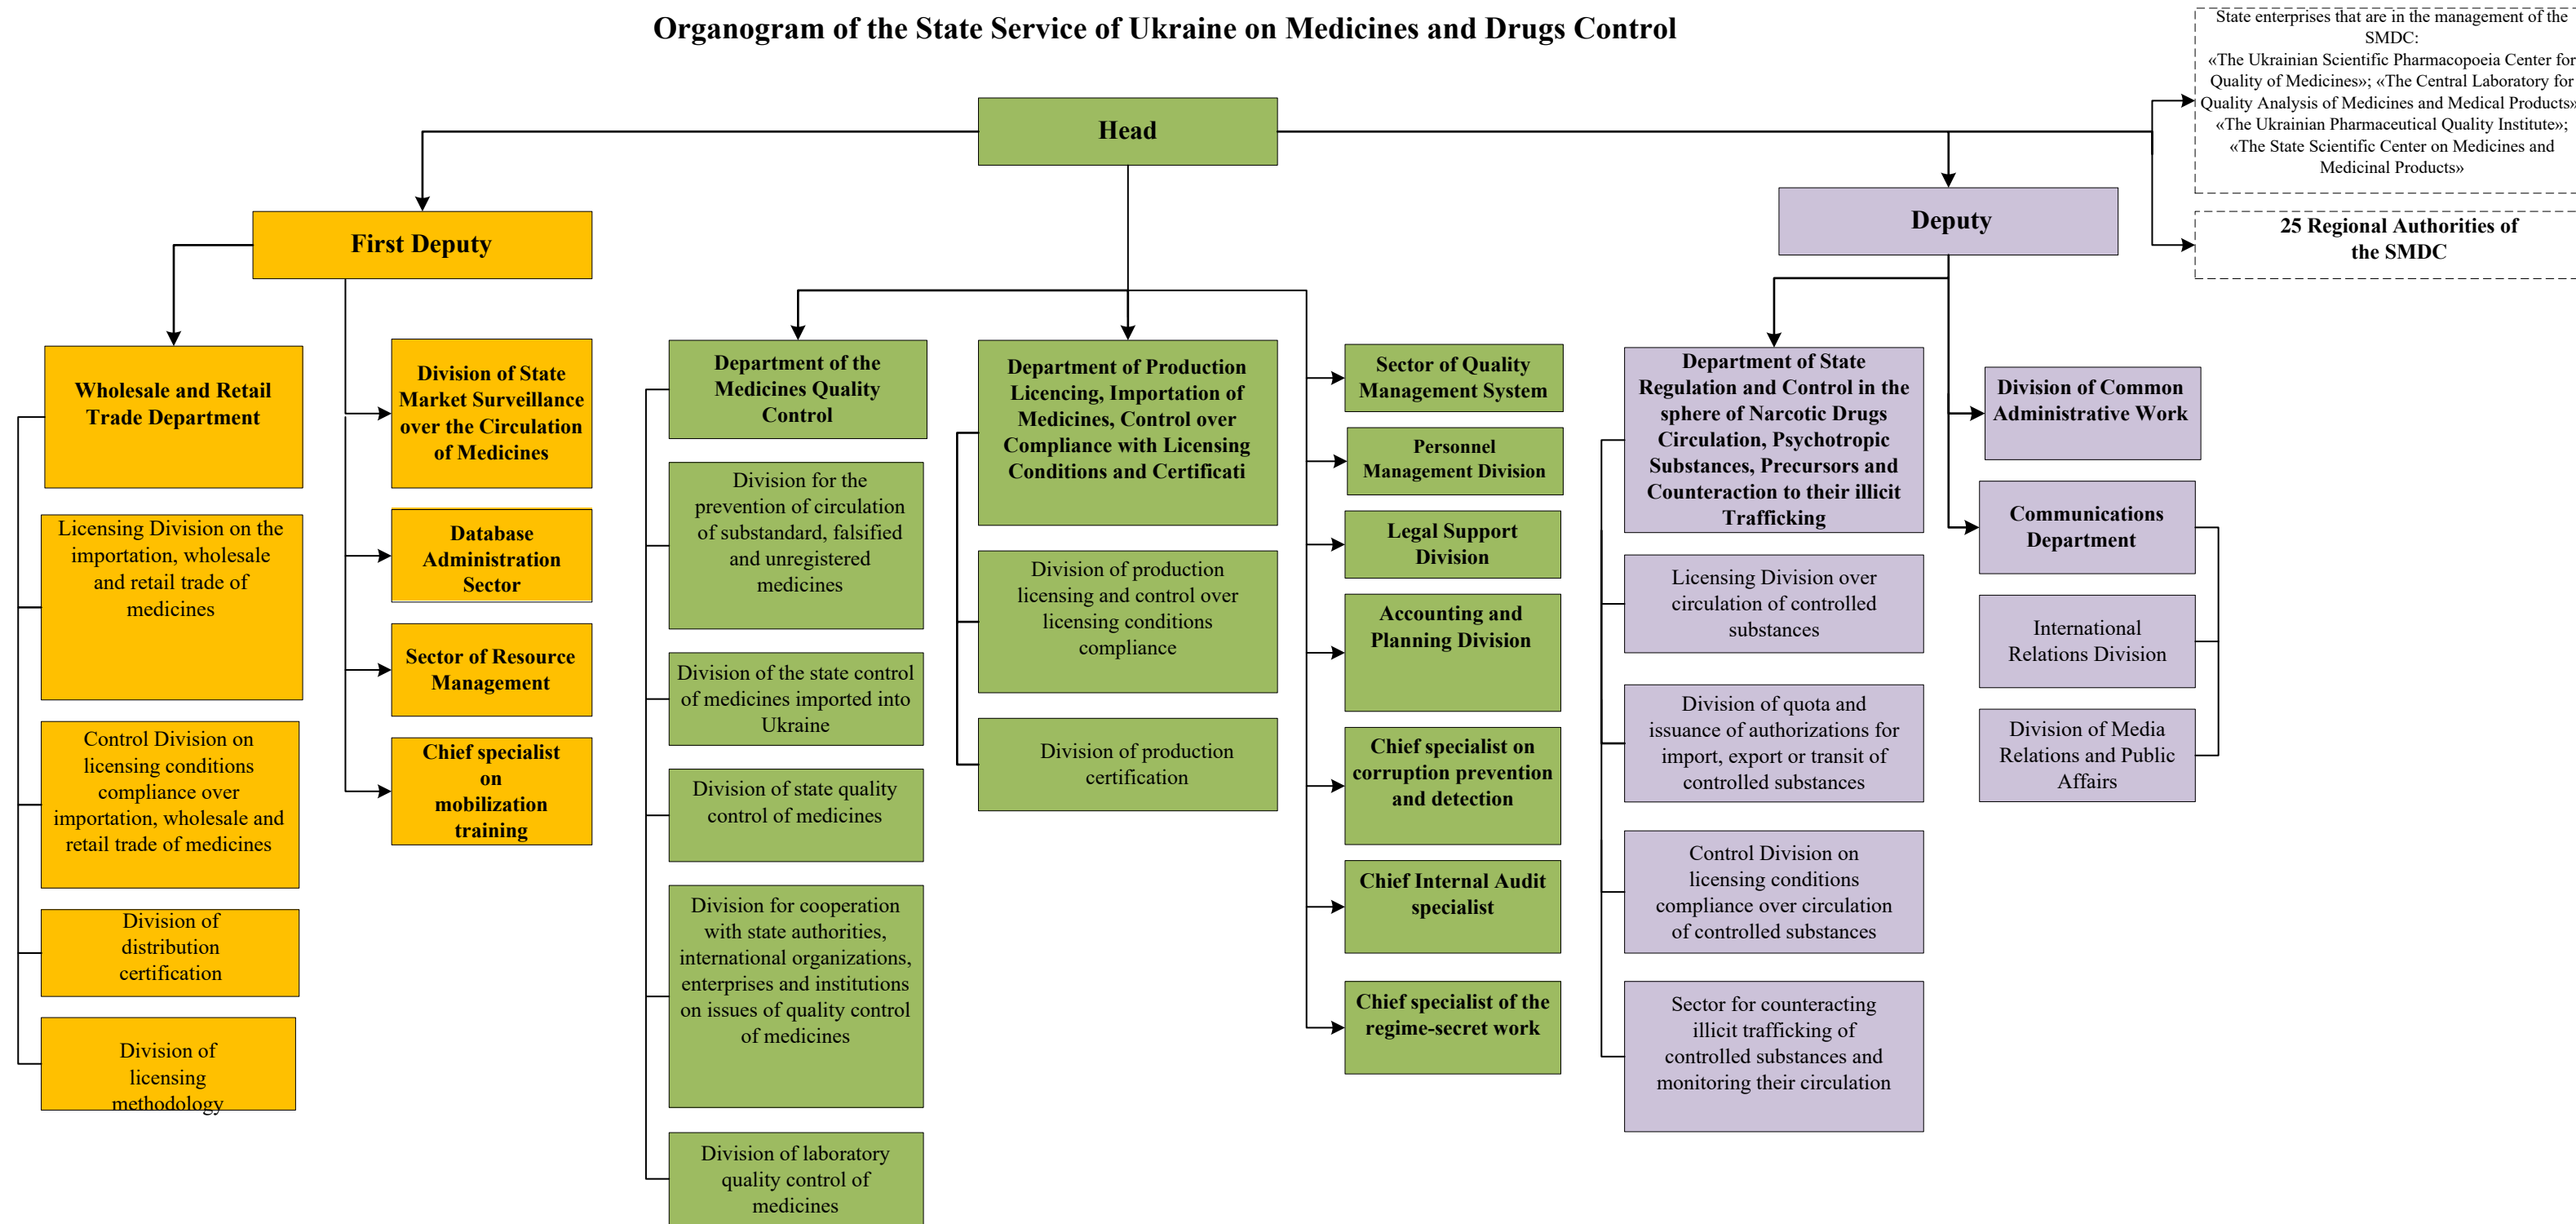 Organogram of the State Service of Ukraine on Medicines and Drugs Control
State enterprises that are in the management of the
SMDC:
«The Ukrainian Scientific Pharmacopoeia Center for
Quality of Medicines»; «The Central Laboratory for
Quality Analysis of Medicines and Medical Products»
«The Ukrainian Pharmaceutical Quality Institute»;
«The State Scientific Center on Medicines and
Medicinal Products»
25 Regional Authorities of
the SMDC
Head
First Deputy
Deputy
Wholesale and Retail
Trade Department
Licensing Division on the
importation, wholesale
and retail trade of
medicines
Control Division on
licensing conditions
compliance over
importation, wholesale and
retail trade of medicines
Division of
distribution
certification
Division of
licensing
methodology
Division of State
Market Surveillance
over the Circulation
of Medicines
Database
Administration
Sector
Sector of Resource
Management
Chief specialist
on
mobilization
training
Department of the
Medicines Quality
Control
Division for the
prevention of circulation
of substandard, falsified
and unregistered
medicines
Division of the state control
of medicines imported into
Ukraine
Division of state quality
control of medicines
Division for cooperation
with state authorities,
international organizations,
enterprises and institutions
on issues of quality control
of medicines
Division of laboratory
quality control of
medicines
Department of Production
Licencing, Importation of
Medicines, Control over
Compliance with Licensing
Conditions and Certificati
Division of production
licensing and control over
licensing conditions
compliance
Division of production
certification
Sector of Quality
Management System
Personnel
Management Division
Legal Support
Division
Accounting and
Planning Division
Chief specialist on
corruption prevention
and detection
Chief Internal Audit
specialist
Chief specialist of the
regime-secret work
Department of State
Regulation and Control in the
sphere of Narcotic Drugs
Circulation, Psychotropic
Substances, Precursors and
Counteraction to their illicit
Trafficking
Licensing Division over
circulation of controlled
substances
Division of quota and
issuance of authorizations for
import, export or transit of
controlled substances
Control Division on
licensing conditions
compliance over circulation
of controlled substances
Sector for counteracting
illicit trafficking of
controlled substances and
monitoring their circulation
Division of Common
Administrative Work
Communications
Department
International
Relations Division
Division of Media
Relations and Public
Affairs